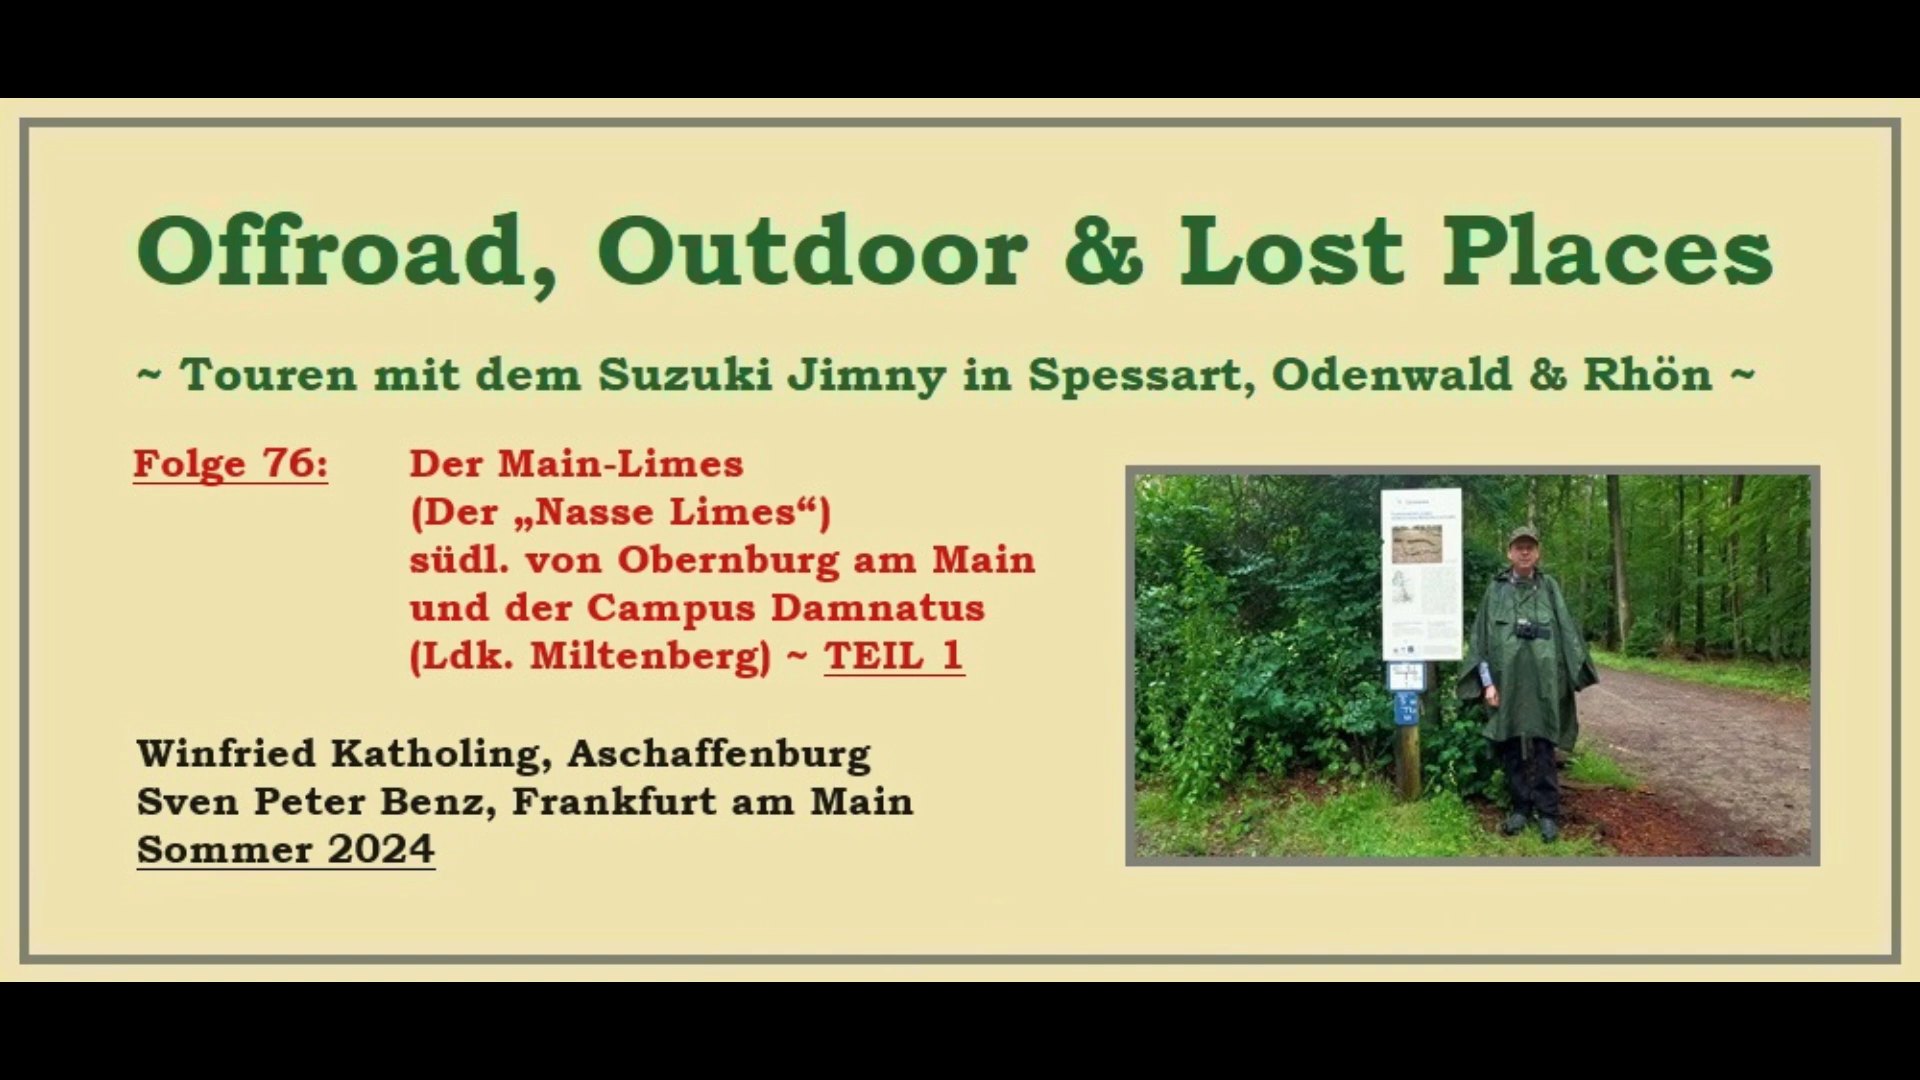 Offroad, Outdoor & Lost Places
~ Touren mit dem Suzuki Jimny in Spessart, Odenwald & Rhön ~
Folge 76: Der Main-Limes
(Der „Nasse Limes“)
südl. von Obernburg am Main
und der Campus Damnatus
(Ldk. Miltenberg) ~ TEIL 1
Winfried Katholing, Aschaffenburg
Sven Peter Benz, Frankfurt am Main
Sommer 2024